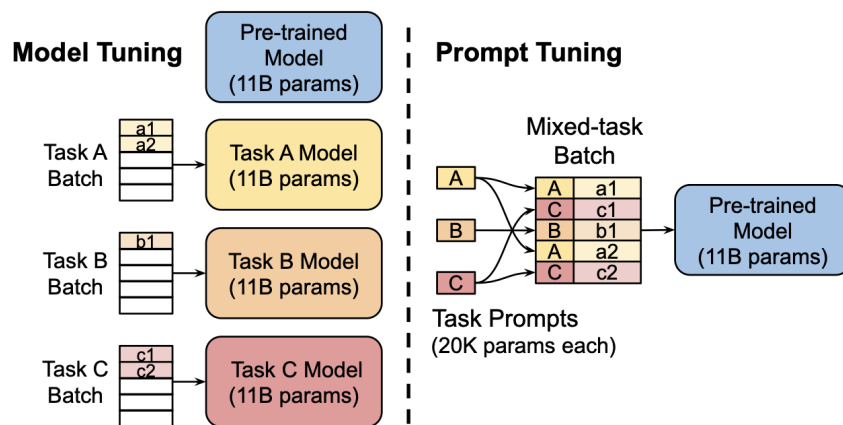 Model Tuning
Pre-trained
Model
(11B params)
a1
a2
Task A
Batch
Task A Model
(11B params)
b1
Task B
Batch
Task B Model
(11B params)
c1
c2
Task C
Batch
Task C Model
(11B params)
Prompt Tuning
Mixed-task
Batch
A
B
C
A a1
C c1
B b1
A a2
C c2
Task Prompts
(20K params each)
Pre-trained
Model
(11B params)